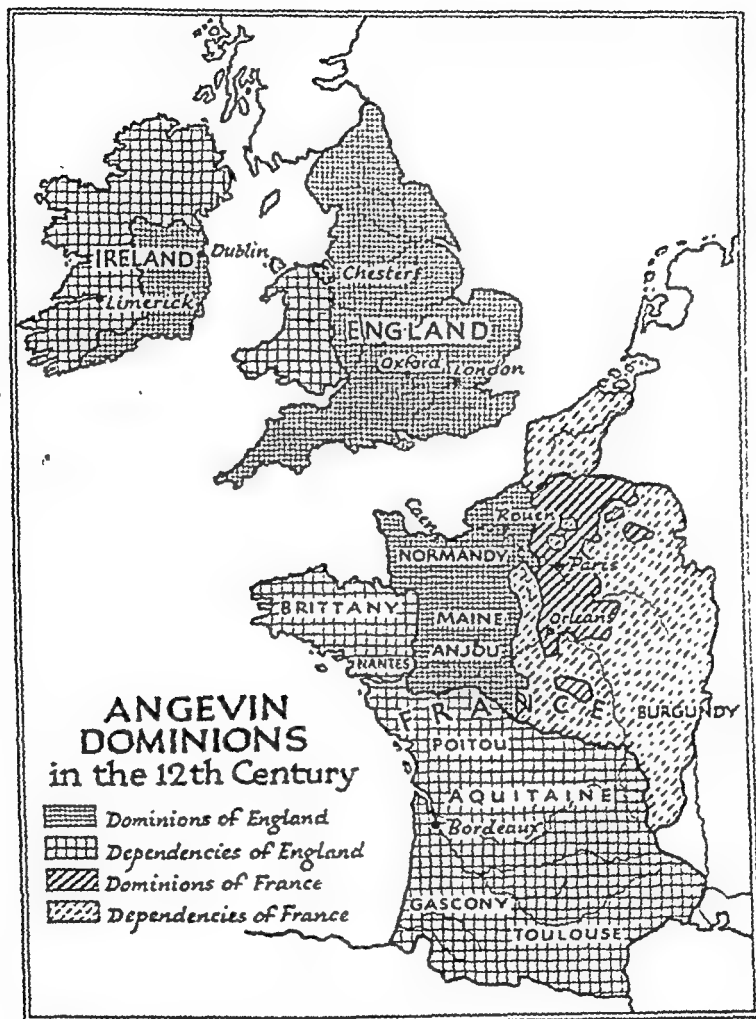 IRELAND
Dublin
Limerick
Chester
ENGLAND
Oxford
London
Caen
Rouen
NORMANDY
Paris
BRITTANY
MAINE
Orleans
ANJOU
NANTES
FRANCE
BURGUNDY
POITOU
AQUITAINE
Bordeaux
GASCONY
TOULOUSE
ANGEVIN
DOMINIONS
in the 12th Century
Dominions of England
Dependencies of England
Dominions of France
Dependencies of France